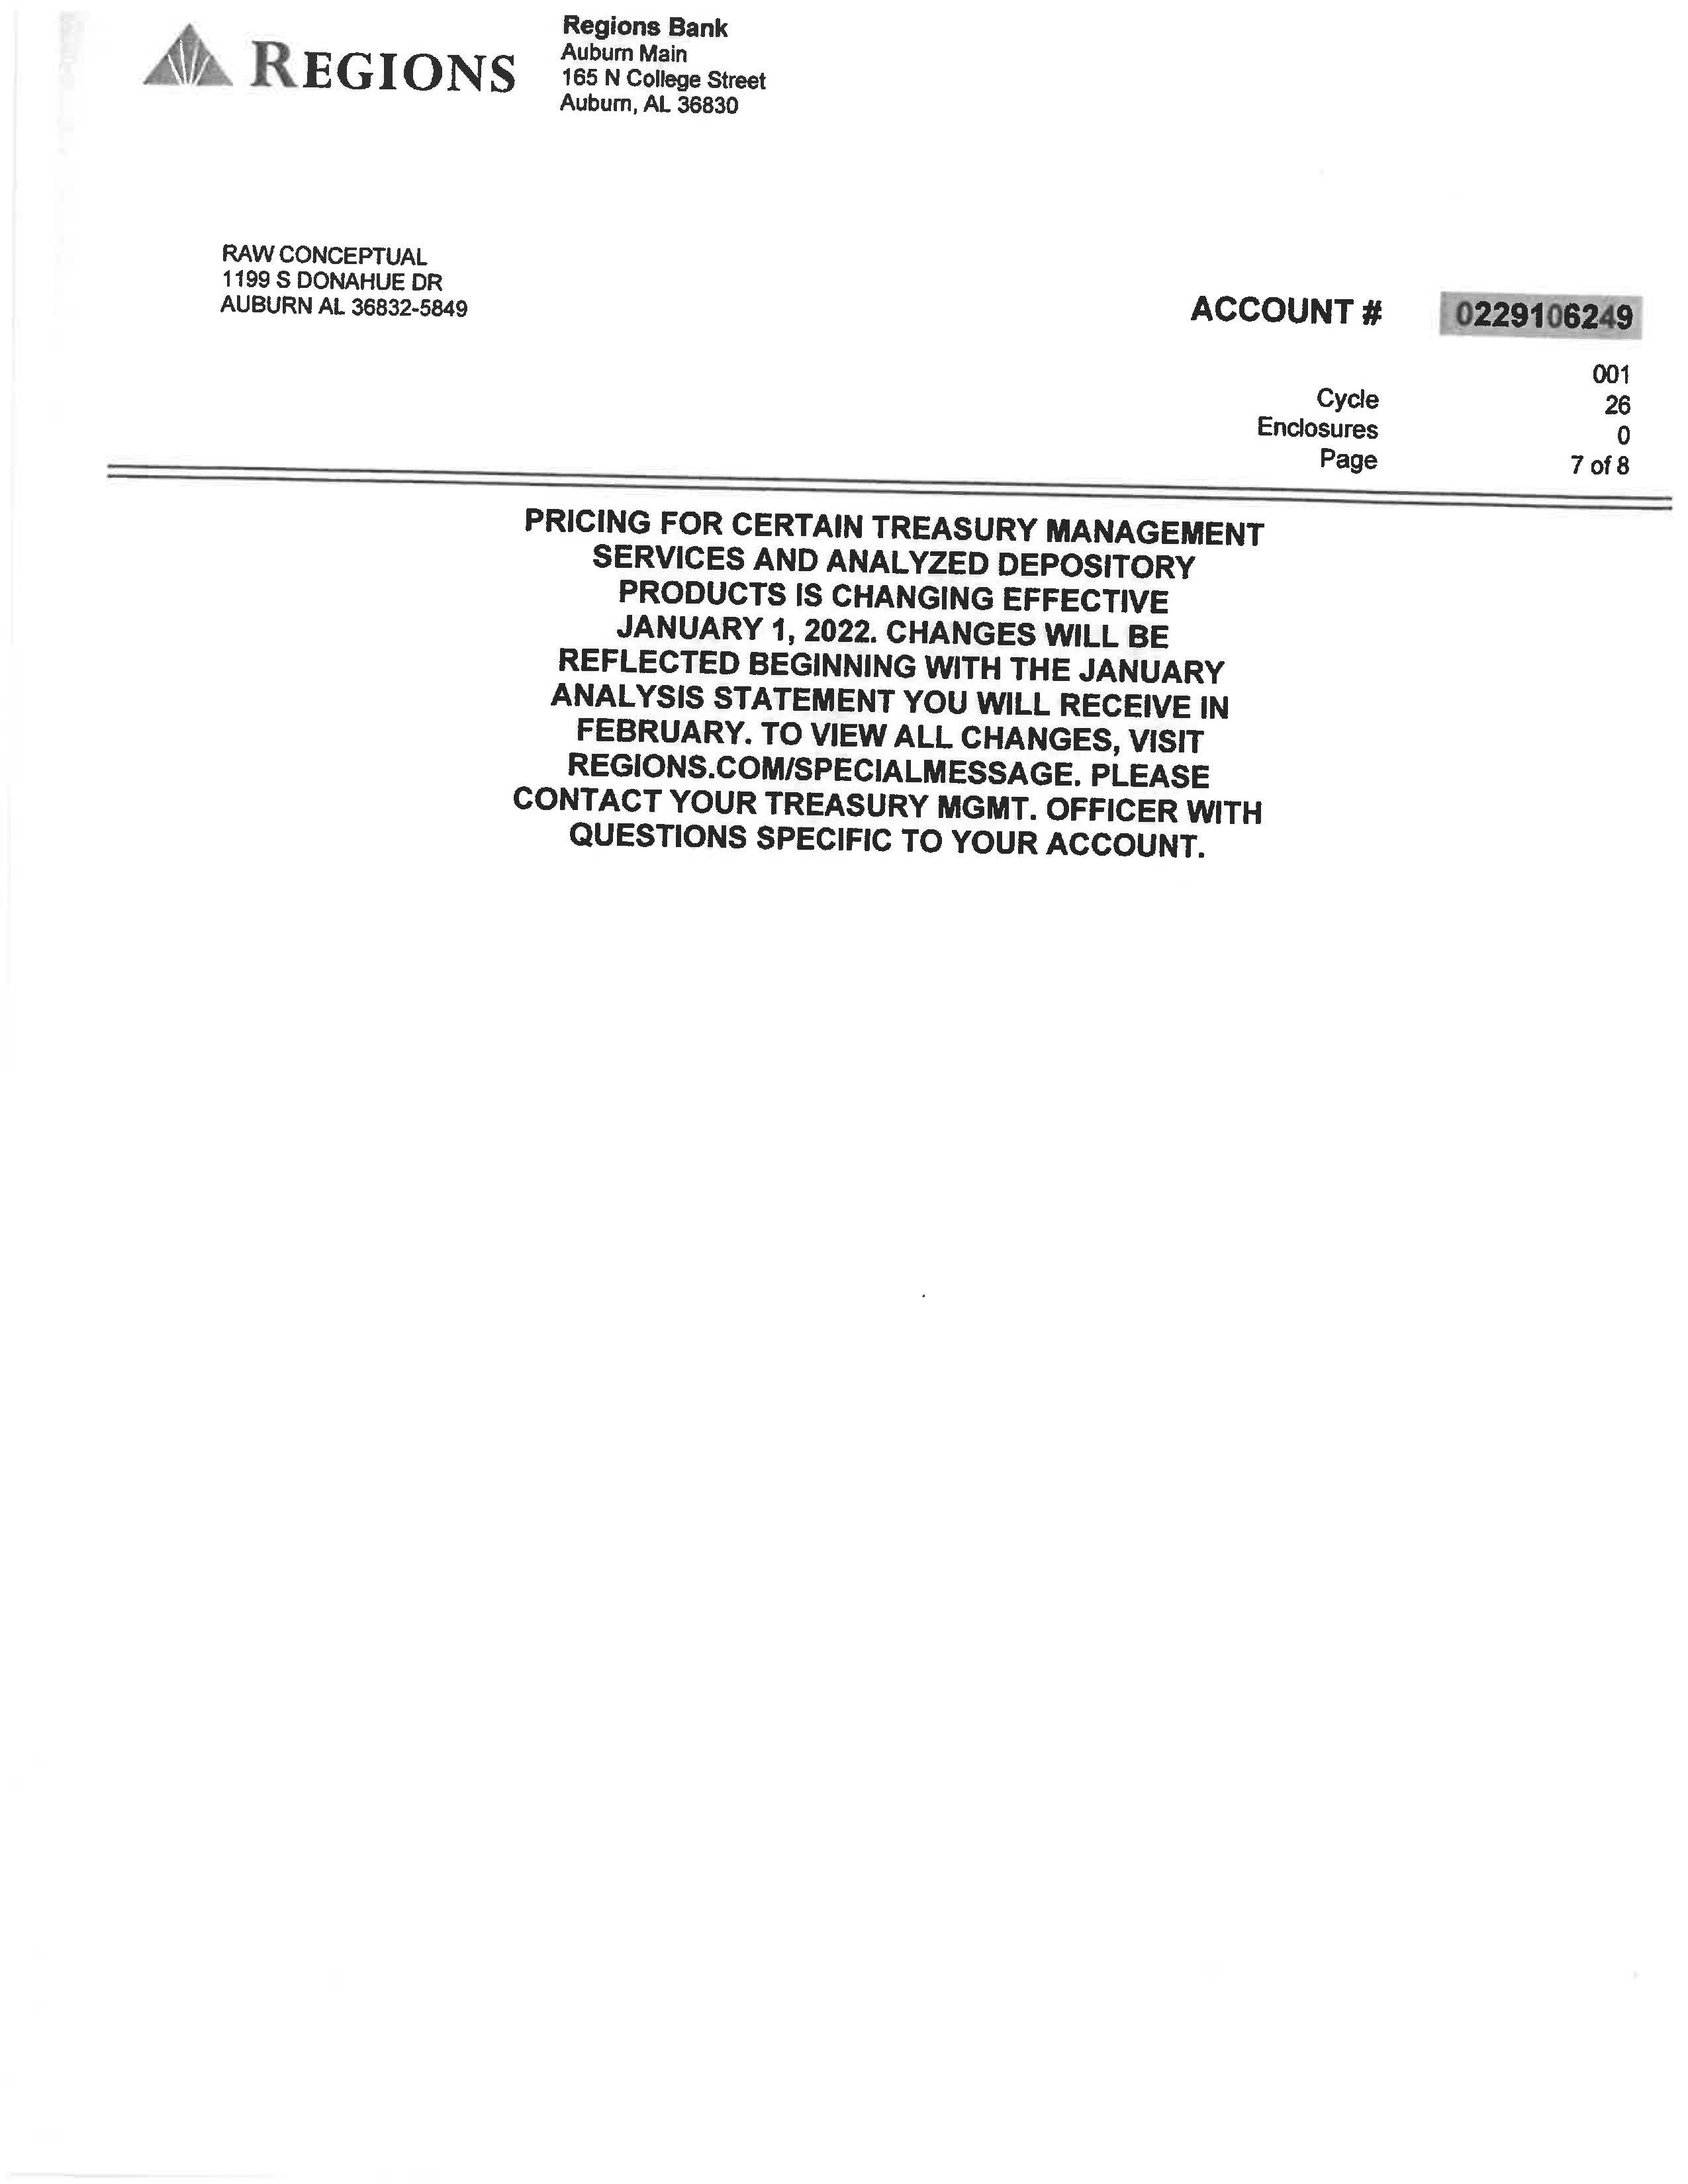 REGIONS
Regions Bank
Auburn Main
165 N College Street
Auburn, AL 36830
RAW CONCEPTUAL
1199 S DONAHUE DR
AUBURN AL 36832-5849
ACCOUNT # 0229106249
001
Cycle 26
Enclosures 0
Page 7 of 8
PRICING FOR CERTAIN TREASURY MANAGEMENT
SERVICES AND ANALYZED DEPOSITORY
PRODUCTS IS CHANGING EFFECTIVE
JANUARY 1, 2022. CHANGES WILL BE
REFLECTED BEGINNING WITH THE JANUARY
ANALYSIS STATEMENT YOU WILL RECEIVE IN
FEBRUARY. TO VIEW ALL CHANGES, VISIT
REGIONS.COM/SPECIALMESSAGE. PLEASE
CONTACT YOUR TREASURY MGMT. OFFICER WITH
QUESTIONS SPECIFIC TO YOUR ACCOUNT.